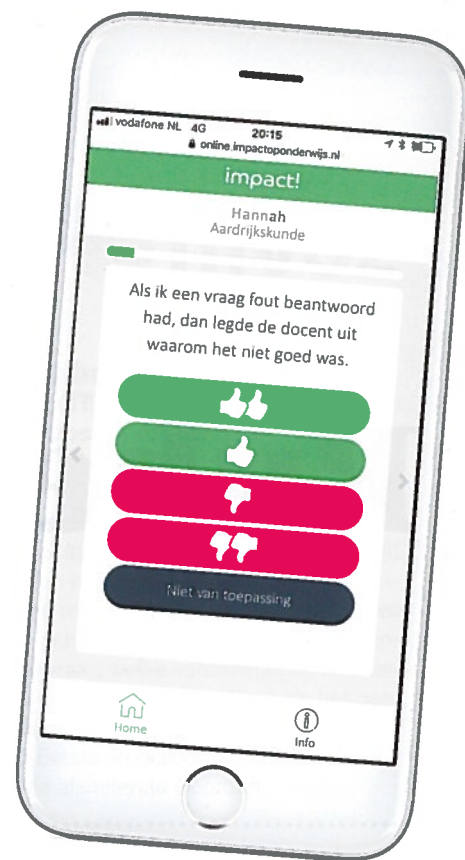 vodafone NL 4G 20:15
online.impactoponderwijs.nl
impact!
Hannah
Aardrijkskunde
Als ik een vraag fout beantwoord
had, dan legde de docent uit
waarom het niet goed was.
Niet van toepassing
Home
Info